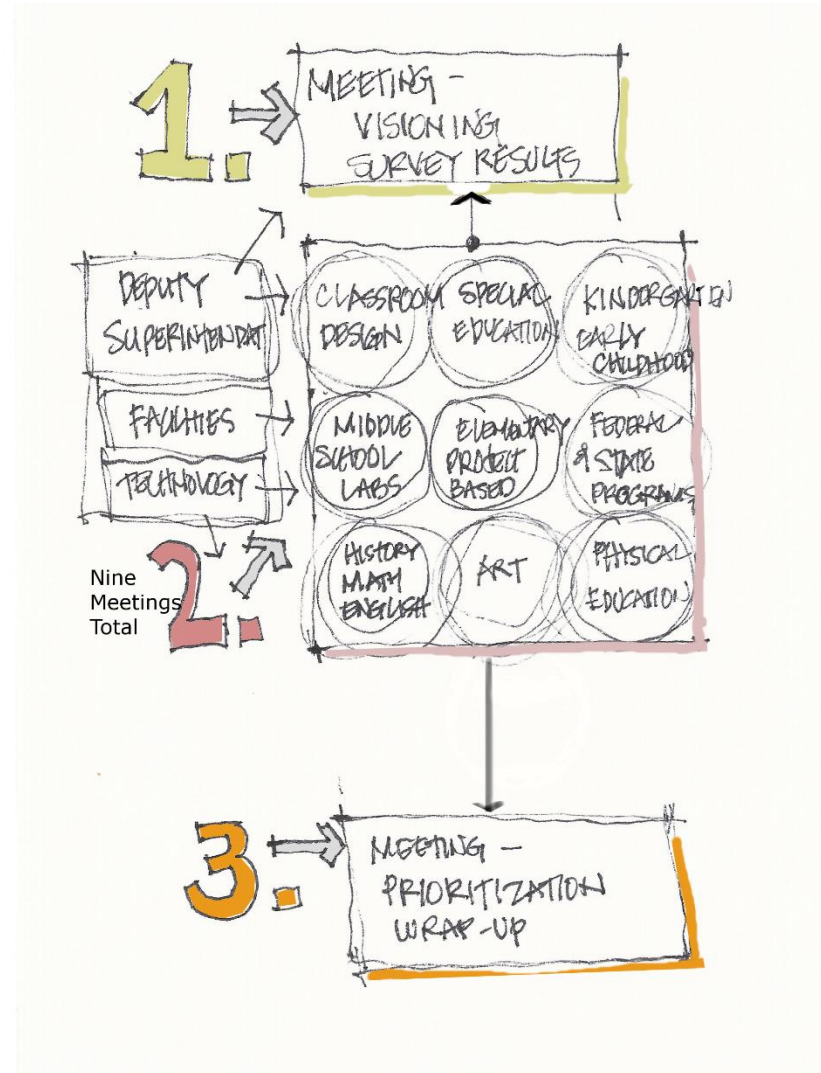 1.
MEETING -
VISIONING
SURVEY RESULTS
DEPUTY
SUPERINTENDAT
FACILITIES
TECHNOLOGY
CLASSROOM
DESIGN
SPECIAL
EDUCATION
KINDORGARTEN
EARLY
CHILDHOOD
MIDDLE
SCHOOL
LABS
ELEMENTARY
PROJECT
BASED
FEDERAL
& STATE
PROGRAMS
HISTORY
MATH
ENGLISH
ART
PHYSICAL
EDUCATION
2.
Nine
Meetings
Total
3.
MEETING -
PRIORITIZATION
WRAP-UP